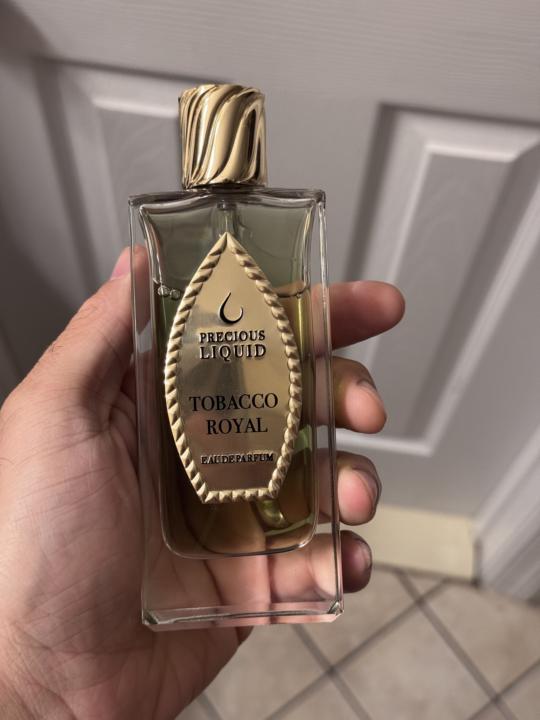 PRECIOUS
LIQUID
TOBACCO
ROYAL
EAU DE PARFUM